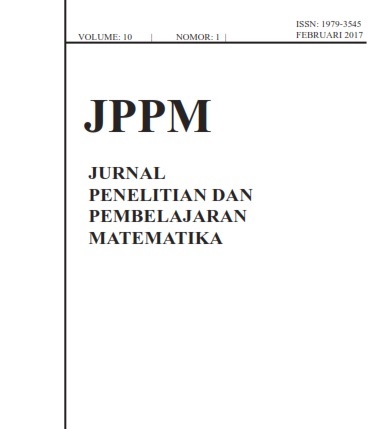 ISSN: 1979-3545
VOLUME: 10 | NOMOR: 1 | FEBRUARI 2017
JPPM
JURNAL
PENELITIAN DAN
PEMBELAJARAN
MATEMATIKA